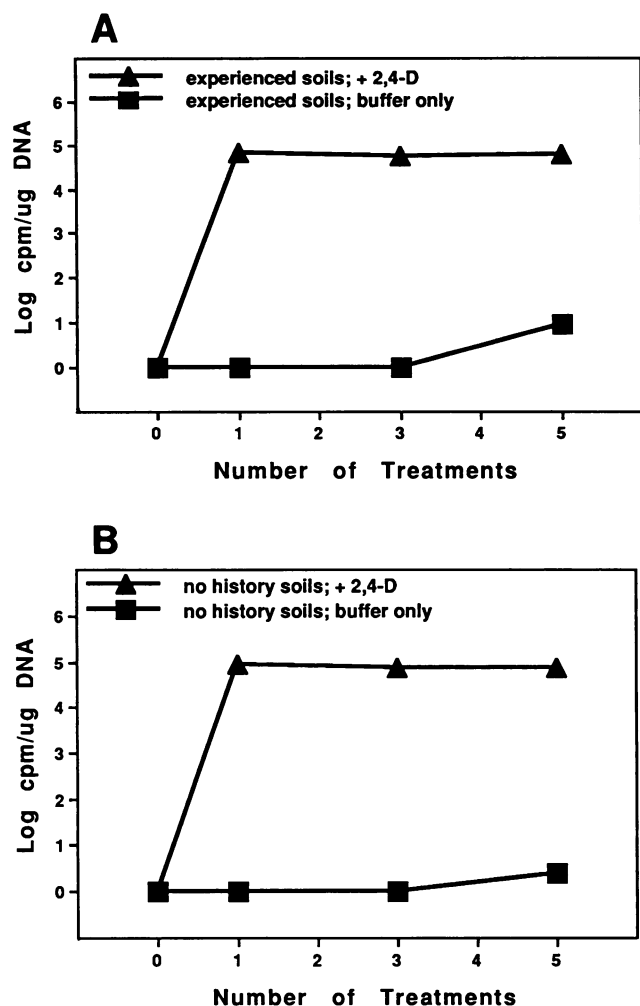 A
experienced soils; + 2,4-D
experienced soils; buffer only
6
5
4
3
2
1
0
Log cpm/ug DNA
0 1 2 3 4 5
Number of Treatments
B
no history soils; + 2,4-D
no history soils; buffer only
6
5
4
3
2
1
0
Log cpm/ug DNA
0 1 2 3 4 5
Number of Treatments